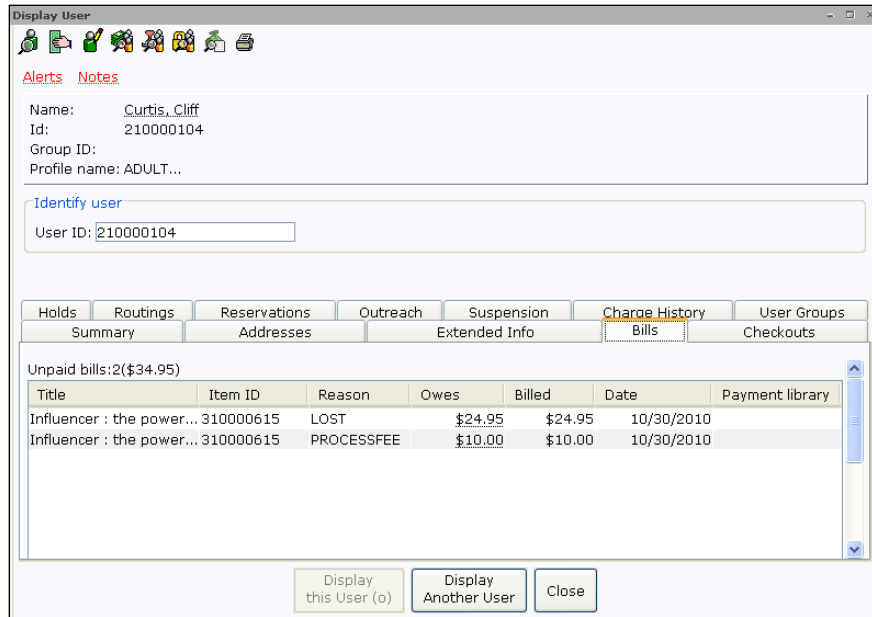 Display User
Alerts Notes
Name: Curtis, Cliff
Id: 210000104
Group ID:
Profile name: ADULT...
Identify user
User ID: 210000104
Holds Routings Reservations Outreach Suspension Charge History User Groups
Summary Addresses Extended Info Bills Checkouts
Unpaid bills:2($34.95)
Title Item ID Reason Owes Billed Date Payment library
Influencer : the power... 310000615 LOST $24.95 $24.95 10/30/2010
Influencer : the power... 310000615 PROCESSFEE $10.00 $10.00 10/30/2010
Display this User (o) Display Another User Close